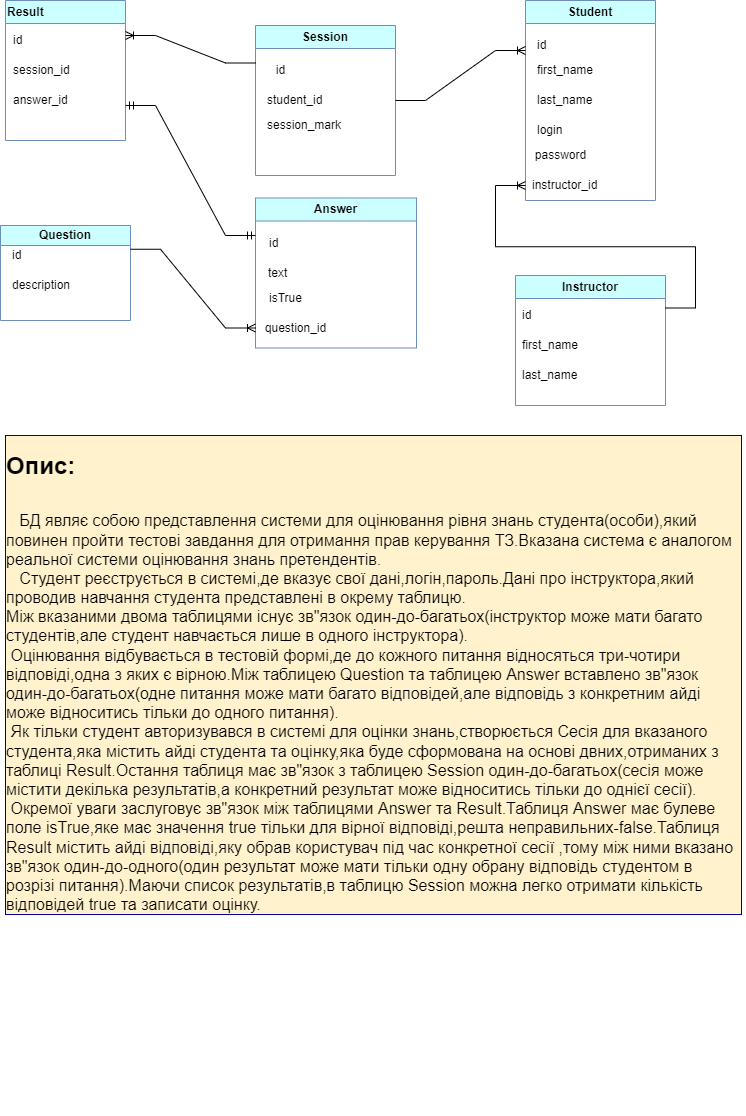 Result
id
session_id
answer_id
Session
id
student_id
session_mark
Student
id
first_name
last_name
login
password
instructor_id
Question
id
description
Answer
id
text
isTrue
question_id
Instructor
id
first_name
last_name
Опис:
БД являє собою представлення системи для оцінювання рівня знань студента(особи),який
повинен пройти тестові завдання для отримання прав керування ТЗ.Вказана система є аналогом
реальної системи оцінювання знань претендентів.
Студент реєструється в системі,де вказує свої дані,логін,пароль.Дані про інструктора,який
проводив навчання студента представлені в окрему таблицю.
Між вказаними двома таблицями існує зв"язок один-до-багатьох(інструктор може мати багато
студентів,але студент навчається лише в одного інструктора).
Оцінювання відбувається в тестовій формі,де до кожного питання відносяться три-чотири
відповіді,одна з яких є вірною.Між таблицею Question та таблицею Answer вставлено зв"язок
один-до-багатьох(одне питання може мати багато відповідей,але відповідь з конкретним айді
може відноситись тільки до одного питання).
Як тільки студент авторизувався в системі для оцінки знань,створюється Сесія для вказаного
студента,яка містить айді студента та оцінку,яка буде сформована на основі двних,отриманих з
таблиці Result.Остання таблиця має зв"язок з таблицею Session один-до-багатьох(сесія може
містити декілька результатів,а конкретний результат може відноситись тільки до однієї сесії).
Окремої уваги заслуговує зв"язок між таблицями Answer та Result.Таблиця Answer має булеве
поле isTrue,яке має значення true тільки для вірної відповіді,решта неправильних-false.Таблиця
Result містить айді відповіді,яку обрав користувач під час конкретної сесії ,тому між ними вказано
зв"язок один-до-одного(один результат може мати тільки одну обрану відповідь студентом в
розрізі питання).Маючи список результатів,в таблицю Session можна легко отримати кількість
відповідей true та записати оцінку.